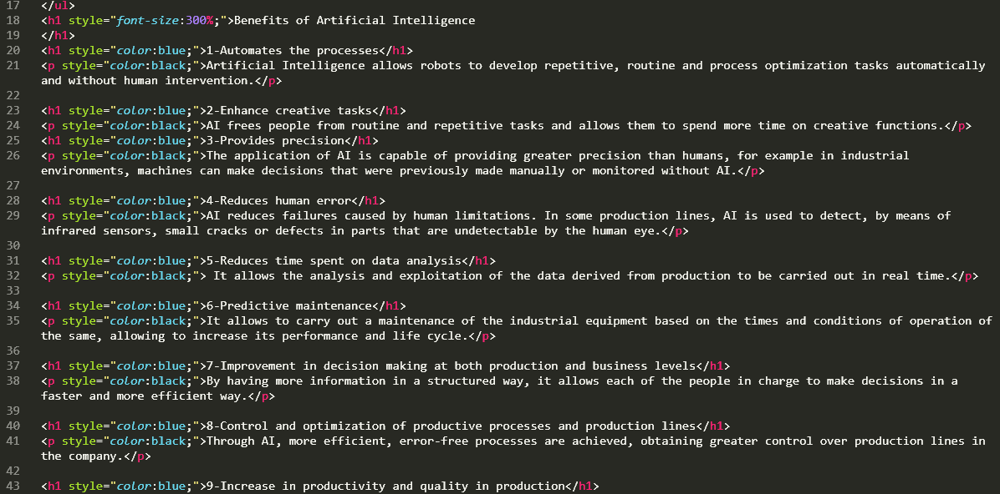 17 </ul>
18 <h1 style="font-size:300%;">Benefits of Artificial Intelligence
19 </h1>
20 <h1 style="color:blue;">1-Automates the processes</h1>
21 <p style="color:black;">Artificial Intelligence allows robots to develop repetitive, routine and process optimization tasks automatically
and without human intervention.</p>
22
23 <h1 style="color:blue;">2-Enhance creative tasks</h1>
24 <p style="color:black;">AI frees people from routine and repetitive tasks and allows them to spend more time on creative functions.</p>
25 <h1 style="color:blue;">3-Provides precision</h1>
26 <p style="color:black;">The application of AI is capable of providing greater precision than humans, for example in industrial
environments, machines can make decisions that were previously made manually or monitored without AI.</p>
27
28 <h1 style="color:blue;">4-Reduces human error</h1>
29 <p style="color:black;">AI reduces failures caused by human limitations. In some production lines, AI is used to detect, by means of
infrared sensors, small cracks or defects in parts that are undetectable by the human eye.</p>
30
31 <h1 style="color:blue;">5-Reduces time spent on data analysis</h1>
32 <p style="color:black;"> It allows the analysis and exploitation of the data derived from production to be carried out in real time.</p>
33
34 <h1 style="color:blue;">6-Predictive maintenance</h1>
35 <p style="color:black;">It allows to carry out a maintenance of the industrial equipment based on the times and conditions of operation of
the same, allowing to increase its performance and life cycle.</p>
36
37 <h1 style="color:blue;">7-Improvement in decision making at both production and business levels</h1>
38 <p style="color:black;">By having more information in a structured way, it allows each of the people in charge to make decisions in a
faster and more efficient way.</p>
39
40 <h1 style="color:blue;">8-Control and optimization of productive processes and production lines</h1>
41 <p style="color:black;">Through AI, more efficient, error-free processes are achieved, obtaining greater control over production lines in
the company.</p>
42
43 <h1 style="color:blue;">9-Increase in productivity and quality in production</h1>